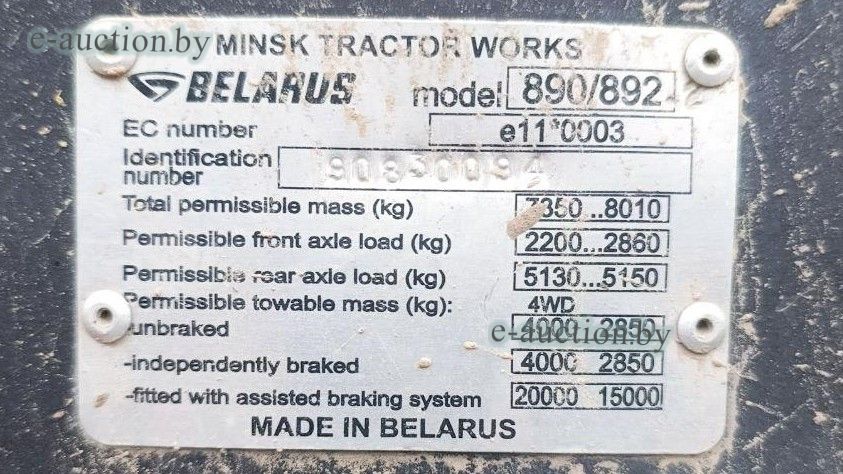 e-auction.by
MINSK TRACTOR WORKS
BELARUS model 890/892
EC number e11*0003
Identification number 90830094
Total permissible mass (kg) 7350...8010
Permissible front axle load (kg) 2200...2860
Permissible rear axle load (kg) 5130...5150
Permissible towable mass (kg): 4WD
-unbraked 4000 2850
e-auction.by
-independently braked 4000 2850
-fitted with assisted braking system 20000 15000
MADE IN BELARUS